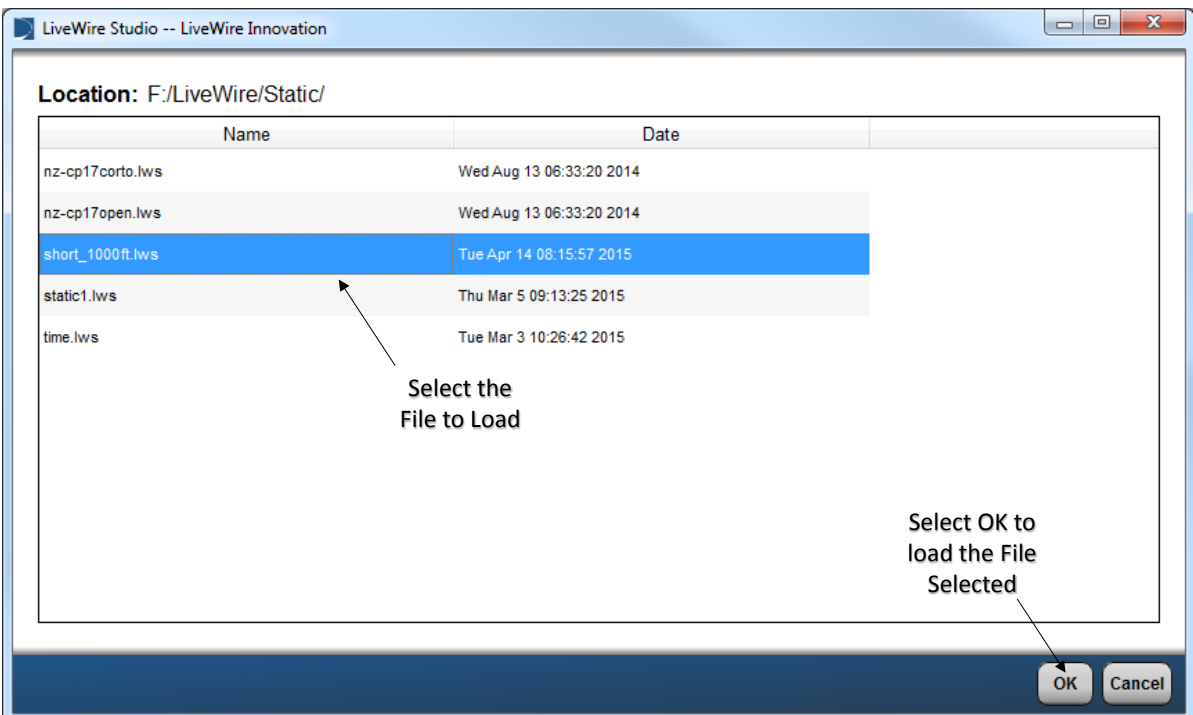 LiveWire Studio -- LiveWire Innovation
Location: F:/LiveWire/Static/
Name Date
nz-cp17corto.lws Wed Aug 13 06:33:20 2014
nz-cp17open.lws Wed Aug 13 06:33:20 2014
short_1000ft.lws Tue Apr 14 08:15:57 2015
static1.lws Thu Mar 5 09:13:25 2015
time.lws Tue Mar 3 10:26:42 2015
Select the
File to Load
Select OK to
load the File
Selected
OK Cancel